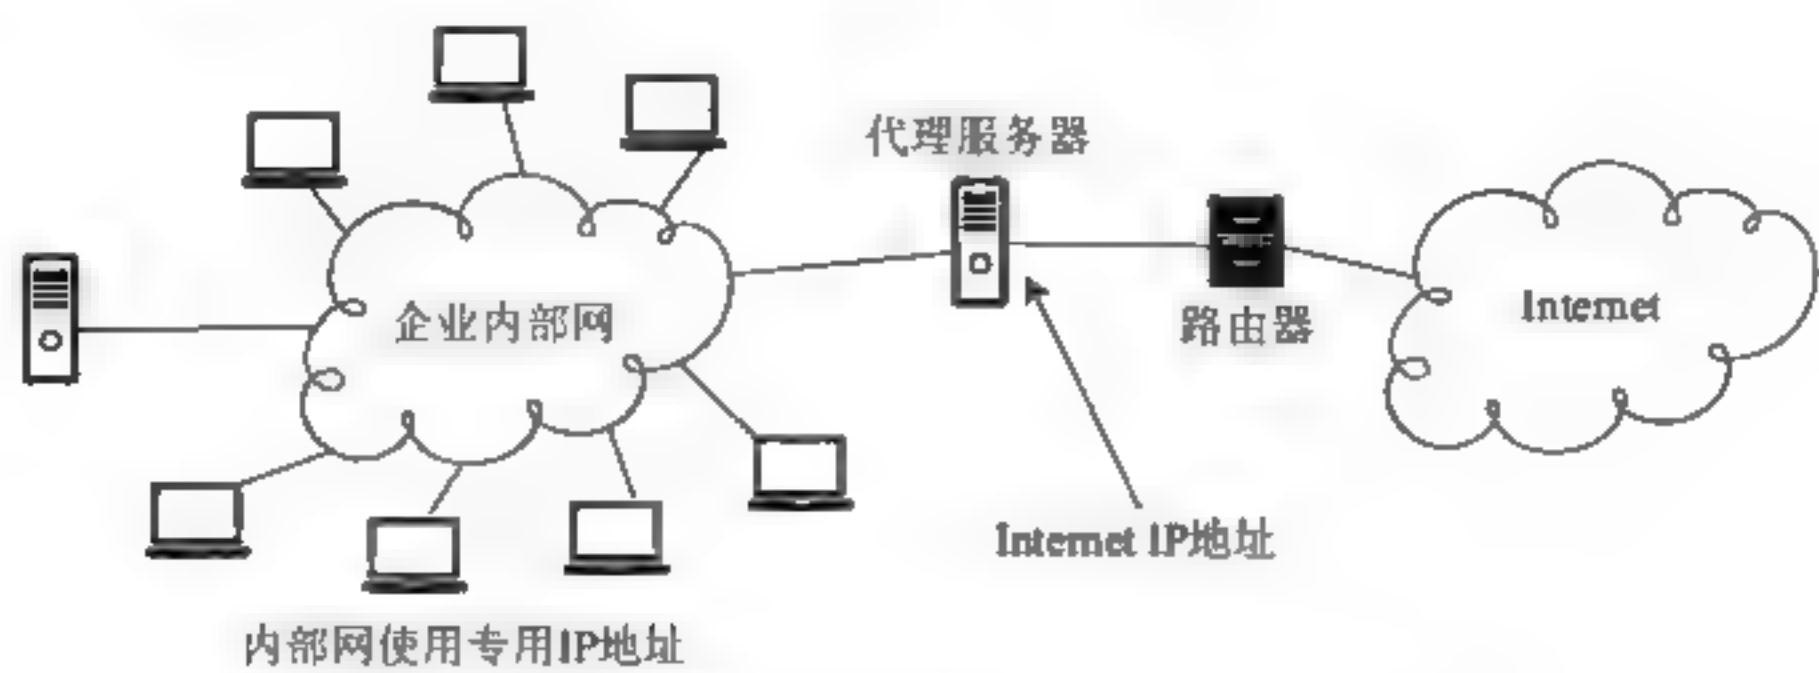 代理服务器
企业内部网
路由器
Internet
Internet IP地址
内部网使用专用IP地址